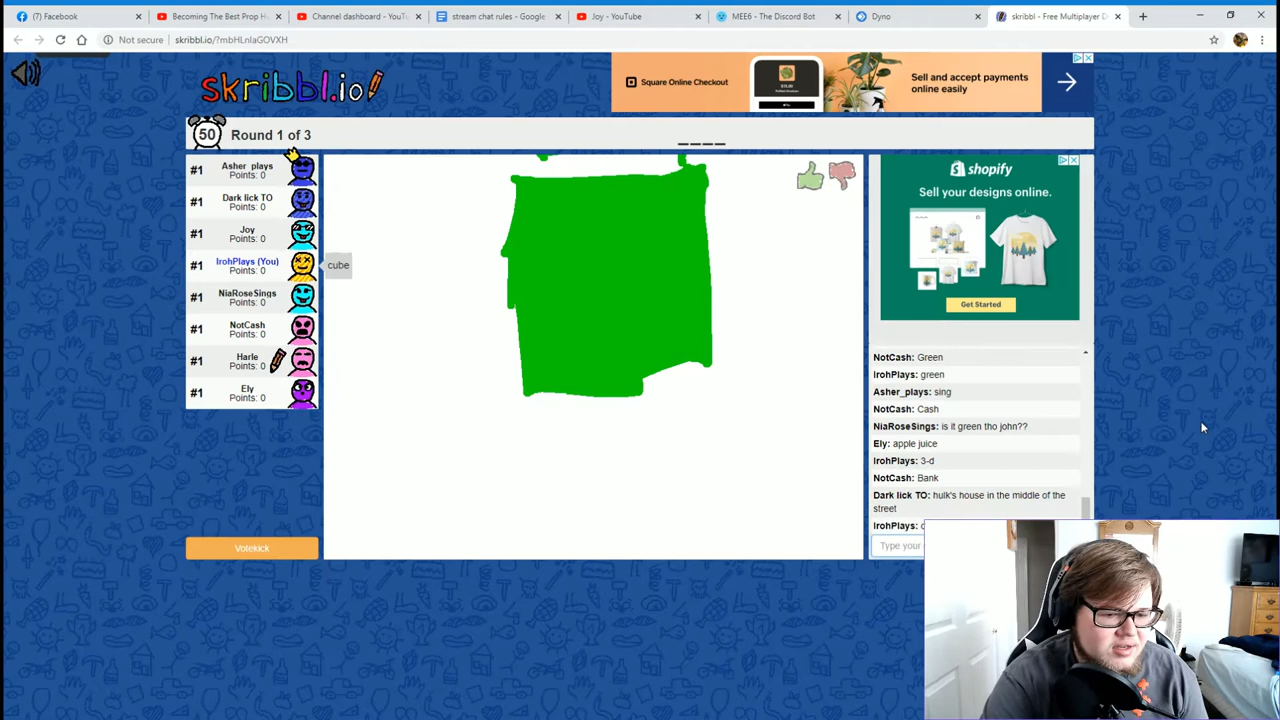 (7) Facebook
Becoming The Best Prop H
Channel dashboard - YouTu
stream chat rules - Google
Joy - YouTube
MEE6 - The Discord Bot
Dyno
skribbl - Free Multiplayer D
Not secure
skribbl.io/?mbHLnlaGOVXH
skribbl.io
Square Online Checkout
Sell and accept payments
online easily
50
Round 1 of 3
_ _ _ _
#1
Asher_plays
Points: 0
#1
Dark lick TO
Points: 0
#1
Joy
Points: 0
#1
IrohPlays (You)
Points: 0
cube
#1
NiaRoseSings
Points: 0
#1
NotCash
Points: 0
#1
Harle
Points: 0
#1
Ely
Points: 0
Votekick
shopify
Sell your designs online.
Get Started
NotCash: Green
IrohPlays: green
Asher_plays: sing
NotCash: Cash
NiaRoseSings: is it green tho john??
Ely: apple juice
IrohPlays: 3-d
NotCash: Bank
Dark lick TO: hulk's house in the middle of the
street
IrohPlays:
Type your